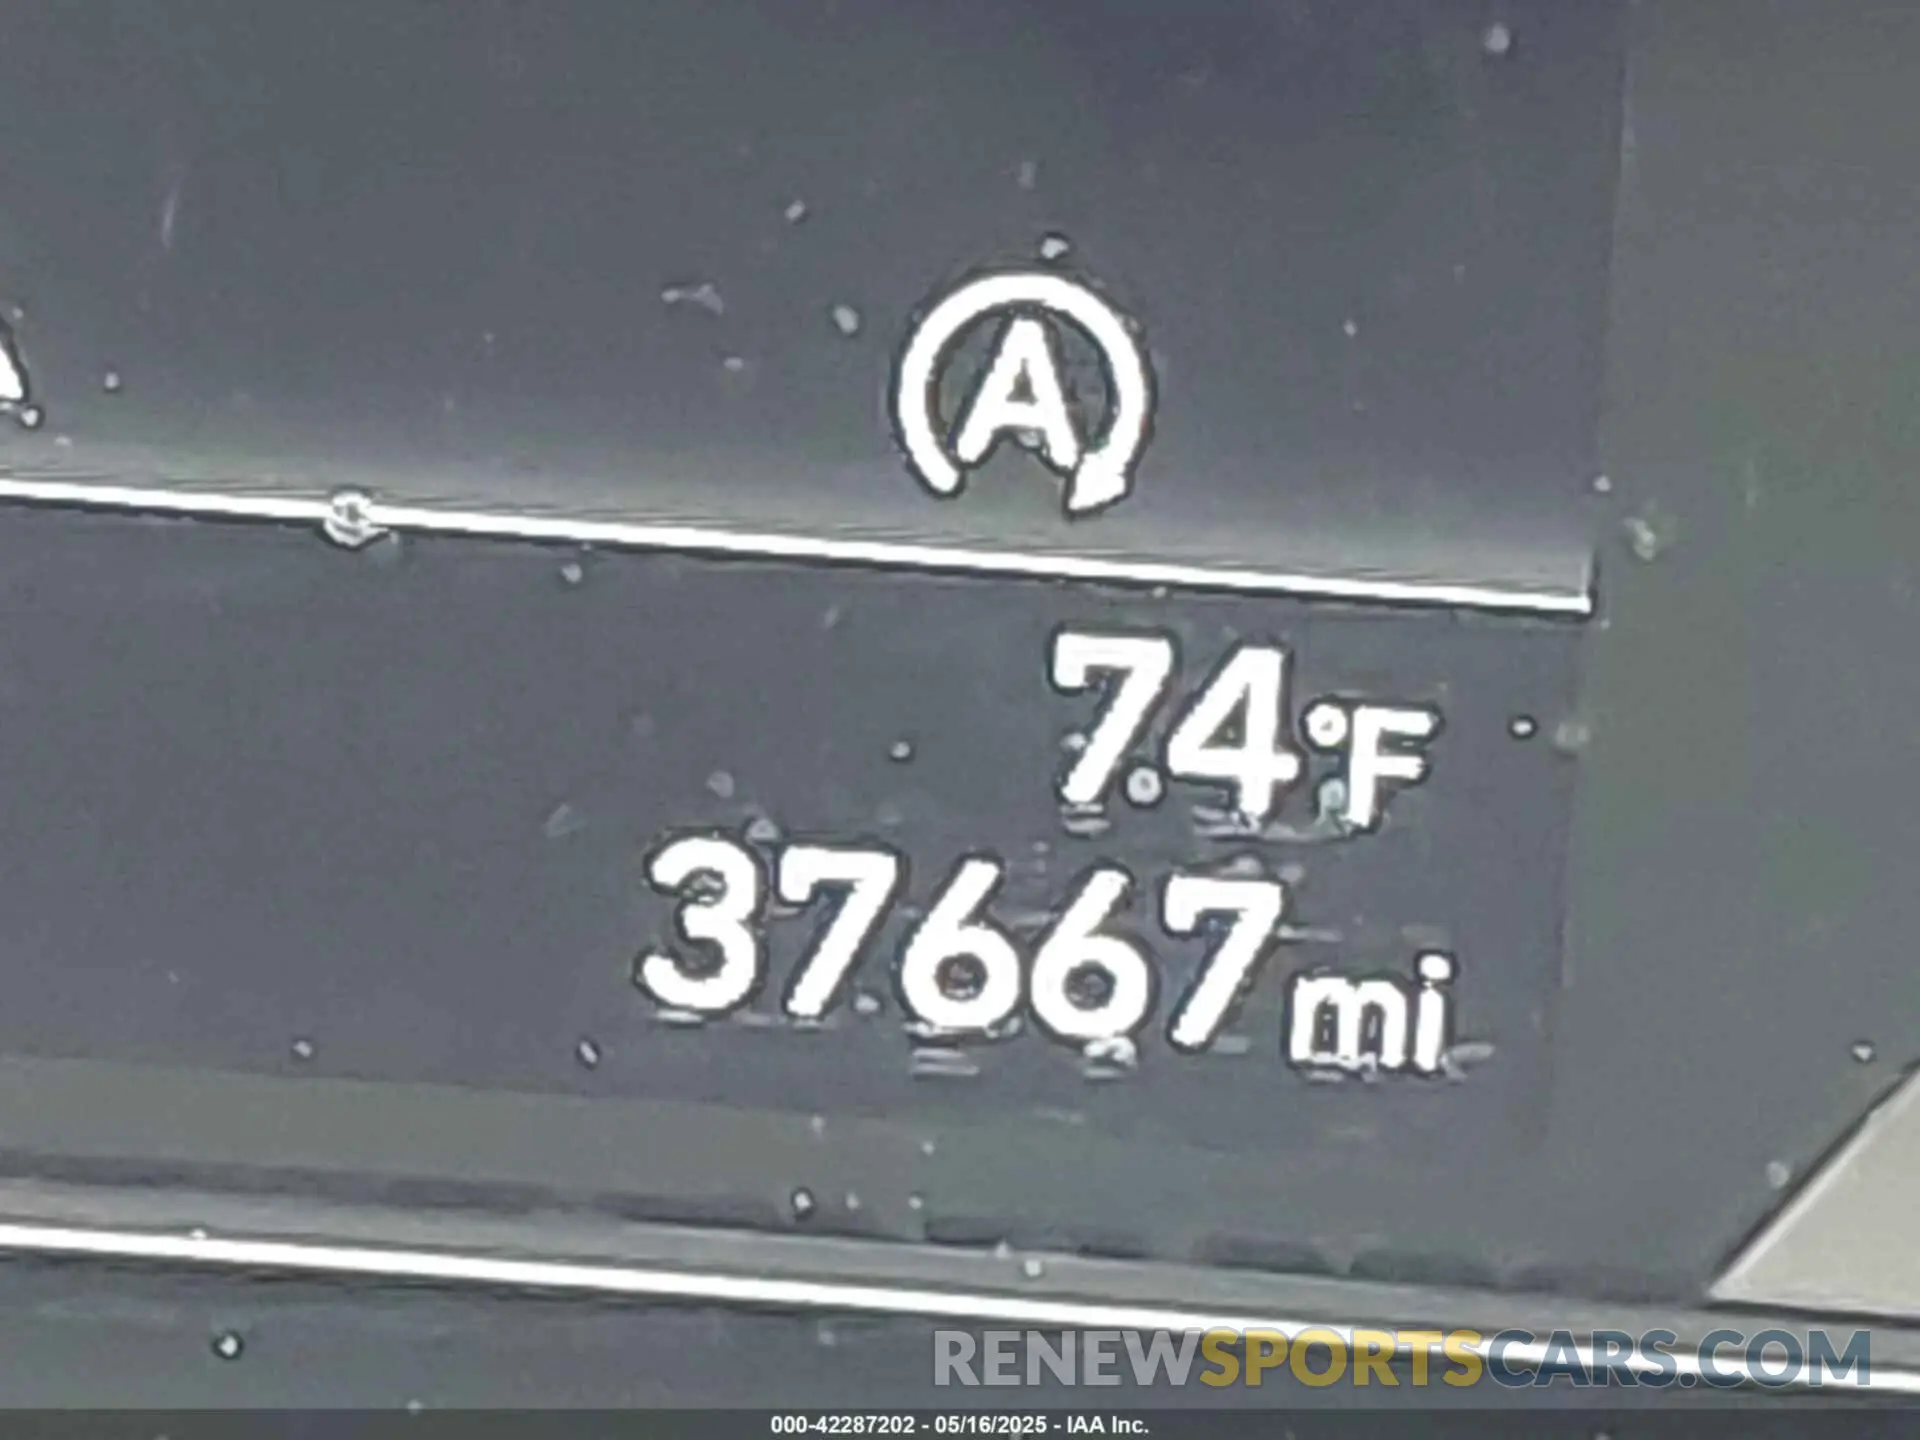 A
74°F
37667mi
RENEWSPORTSCARS.COM
000-42287202 - 05/16/2025 - IAA Inc.